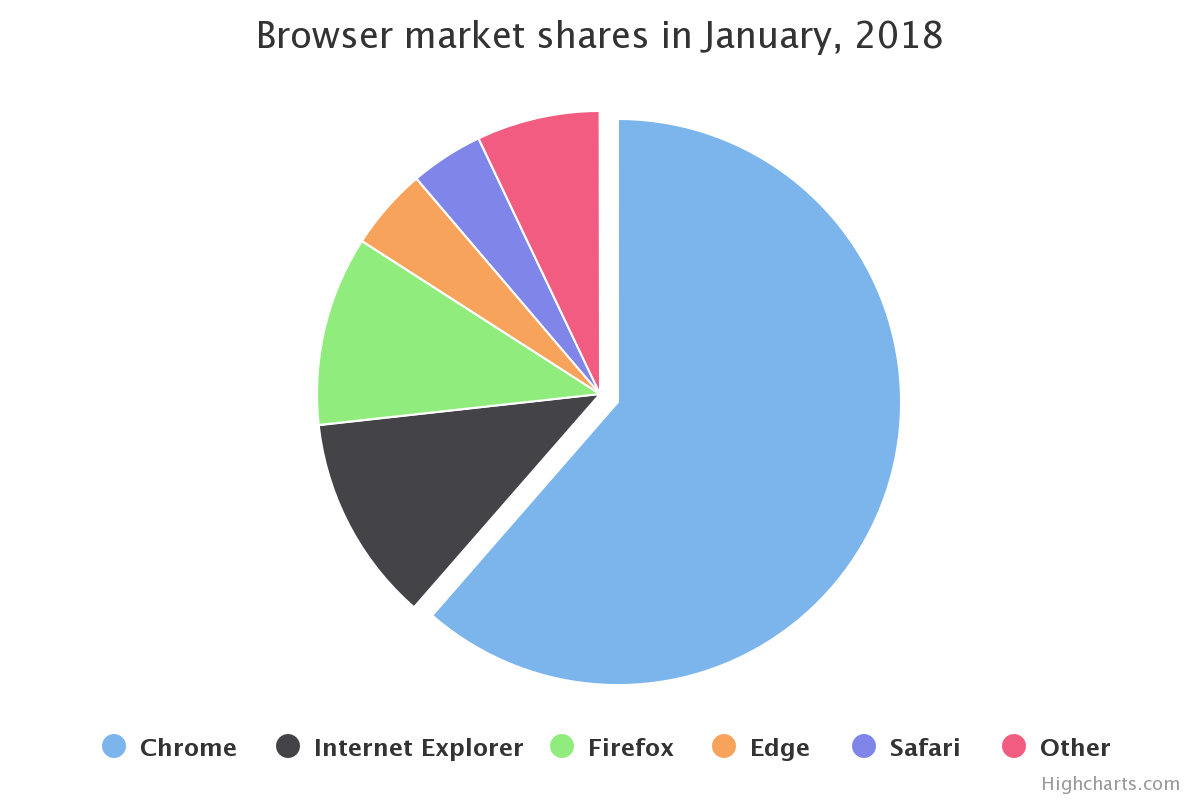 Browser market shares in January, 2018
Chrome Internet Explorer Firefox Edge Safari Other
Highcharts.com